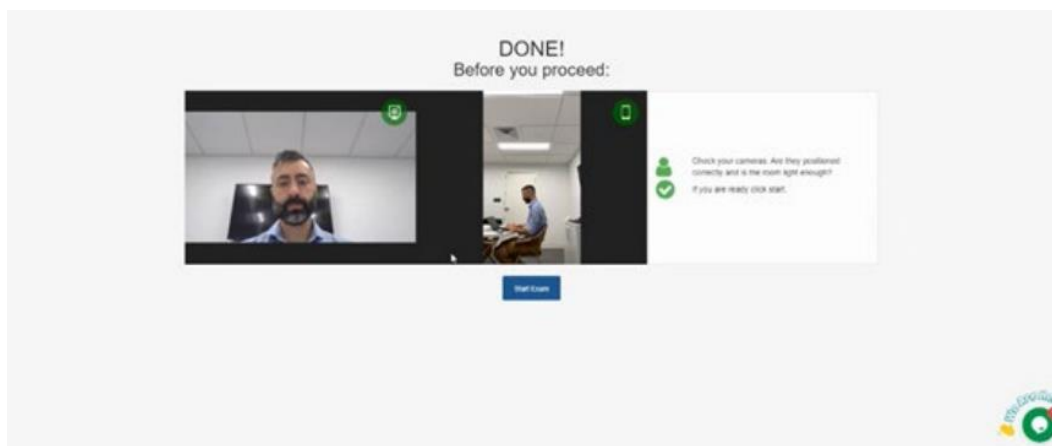 DONE!
Before you proceed:
Check your cameras. Are they positioned
correctly and is the room light enough?
If you are ready click start.
Start Exam